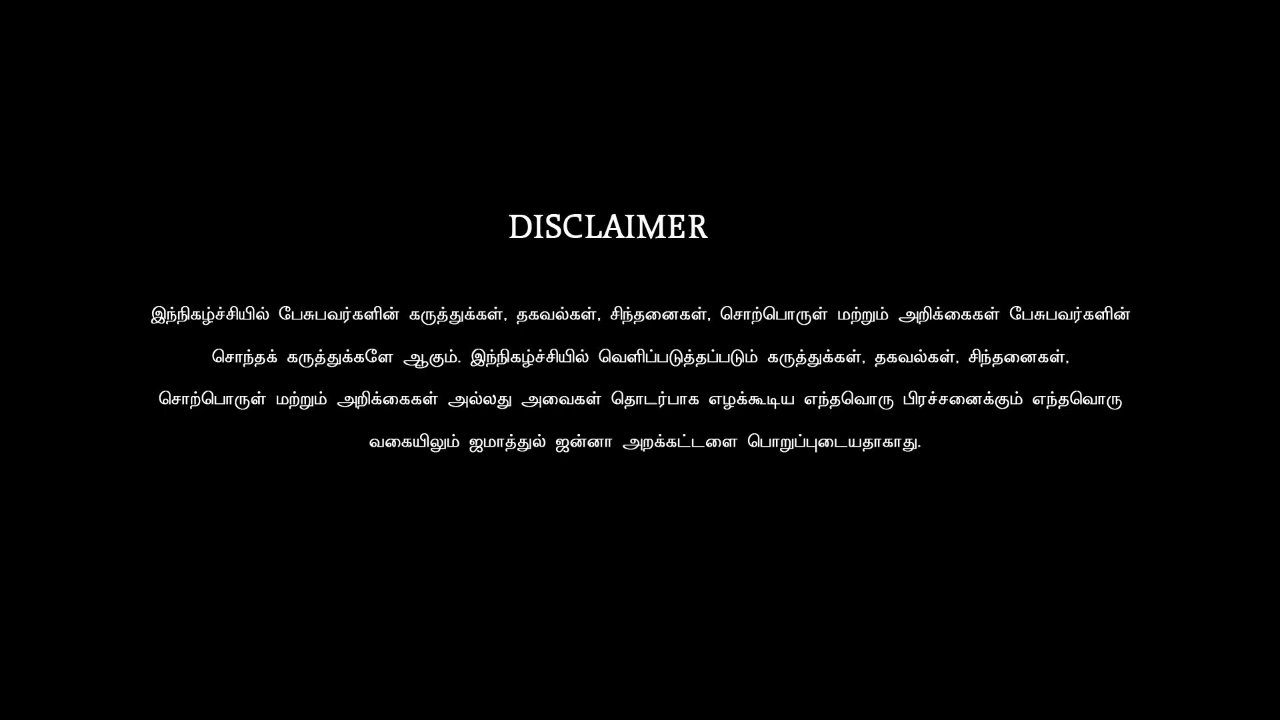 DISCLAIMER
இந்நிகழ்ச்சியில் பேசுபவர்களின் கருத்துக்கள், தகவல்கள், சிந்தனைகள், சொற்பொருள் மற்றும் அறிக்கைகள் பேசுபவர்களின்
சொந்தக் கருத்துக்களே ஆகும். இந்நிகழ்ச்சியில் வெளிப்படுத்தப்படும் கருத்துக்கள், தகவல்கள், சிந்தனைகள்,
சொற்பொருள் மற்றும் அறிக்கைகள் அல்லது அவைகள் தொடர்பாக எழக்கூடிய எந்தவொரு பிரச்சனைக்கும் எந்தவொரு
வகையிலும் ஜமாத்துல் ஜன்னா அறக்கட்டளை பொறுப்புடையதாகாது.